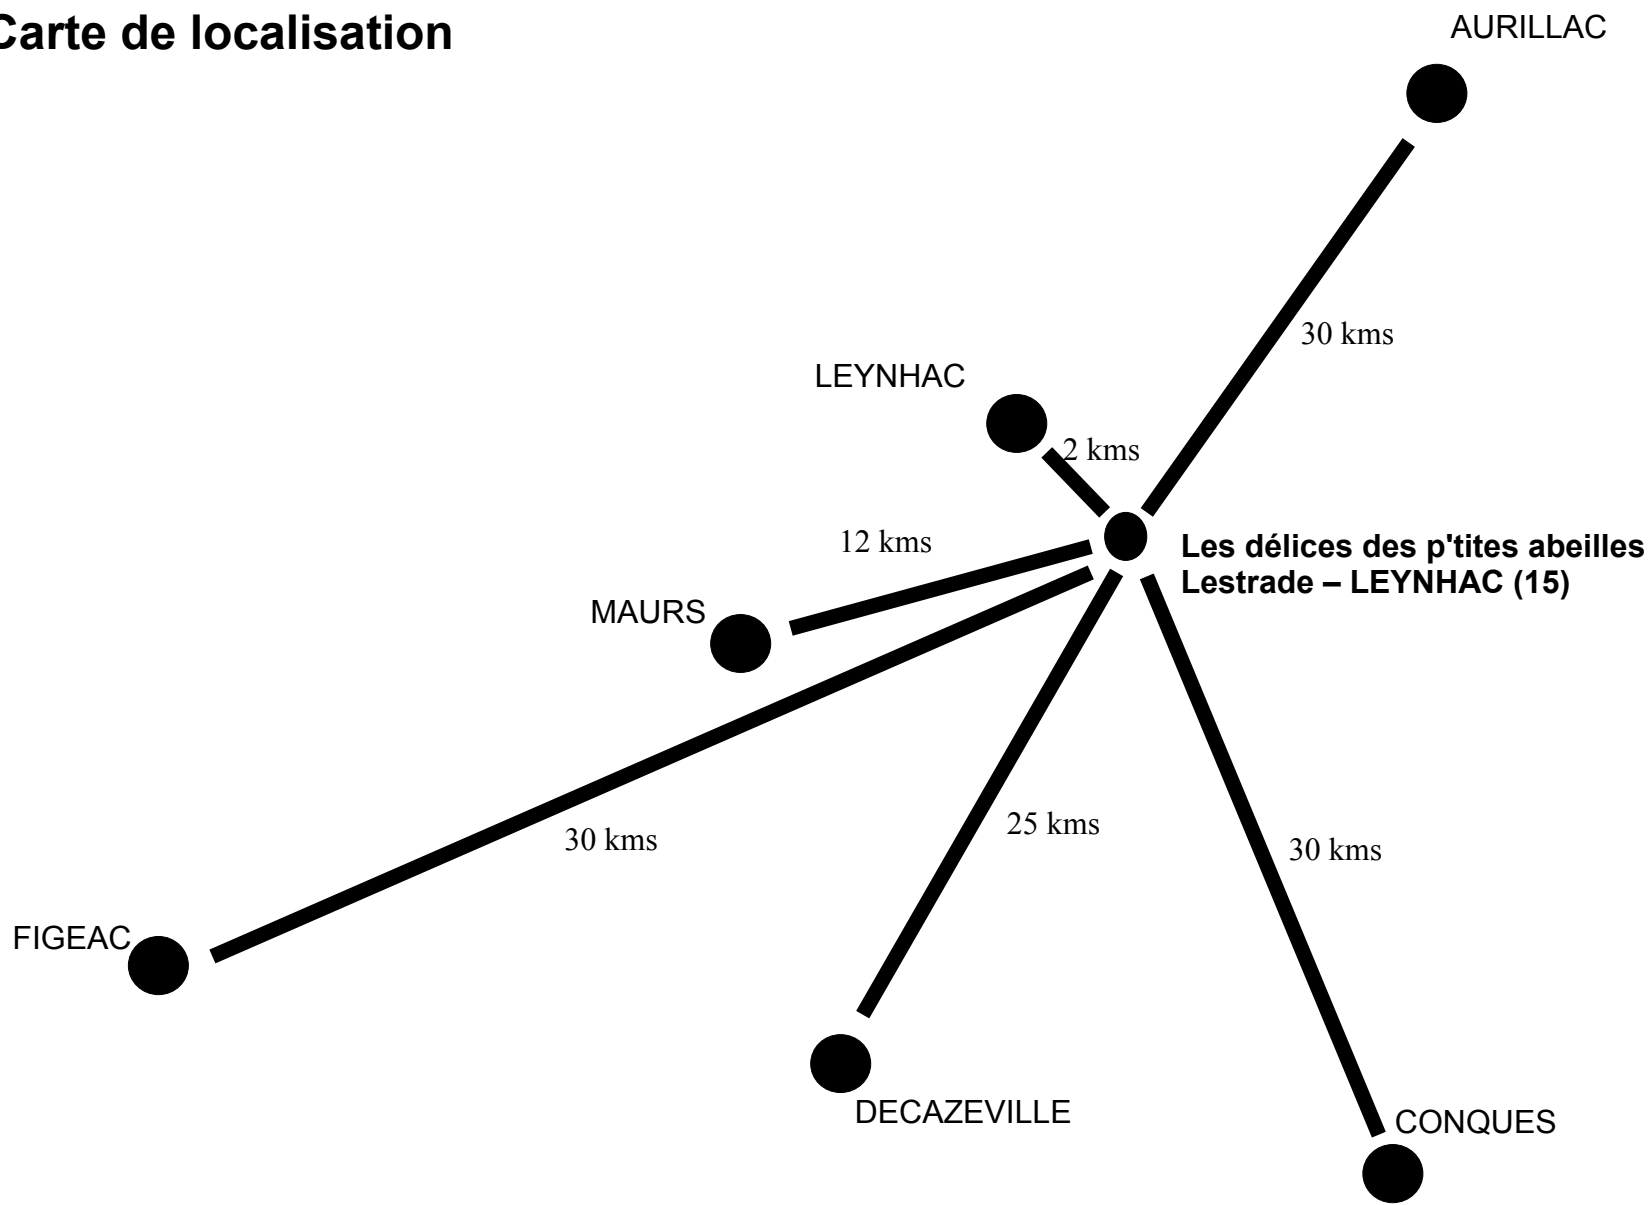 Carte de localisation
AURILLAC
30 kms
LEYNHAC
2 kms
12 kms
Les délices des p'tites abeilles
Lestrade – LEYNHAC (15)
MAURS
25 kms
30 kms
30 kms
FIGEAC
DECAZEVILLE
CONQUES